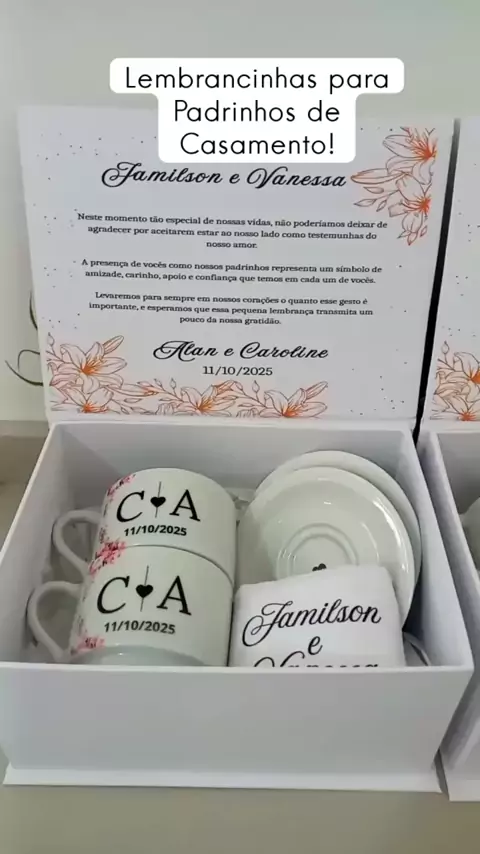 Lembrancinhas para
Padrinhos de
Casamento!
Jamilson e Vanessa
Neste momento tão especial de nossas vidas, não poderíamos deixar de
agradecer por aceitarem estar ao nosso lado como testemunhas do
nosso amor.
A presença de vocês como nossos padrinhos representa um símbolo de
amizade, carinho, apoio e confiança que temos em cada um de vocês.
Levaremos para sempre em nossos corações o quanto esse gesto é
importante, e esperamos que essa pequena lembrança transmita um
pouco da nossa gratidão.
Alan e Caroline
11/10/2025
C A
11/10/2025
C A
11/10/2025
Jamilson
e
Vanessa